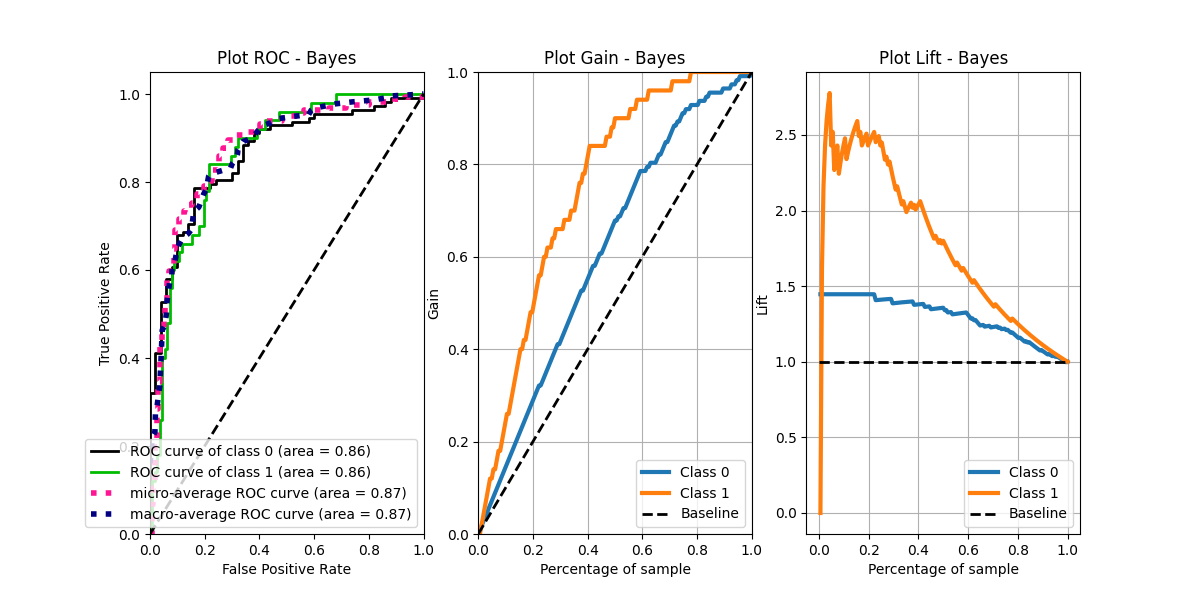 Plot ROC - Bayes
1.0
0.8
0.6
0.4
0.2
0.0
True Positive Rate
ROC curve of class 0 (area = 0.86)
ROC curve of class 1 (area = 0.86)
micro-average ROC curve (area = 0.87)
macro-average ROC curve (area = 0.87)
0.0 0.2 0.4 0.6 0.8 1.0
False Positive Rate
Plot Gain - Bayes
1.0
0.8
0.6
0.4
0.2
0.0
Gain
Class 0
Class 1
Baseline
0.0 0.2 0.4 0.6 0.8 1.0
Percentage of sample
Plot Lift - Bayes
2.5
2.0
1.5
1.0
0.5
0.0
Lift
Class 0
Class 1
Baseline
0.0 0.2 0.4 0.6 0.8 1.0
Percentage of sample